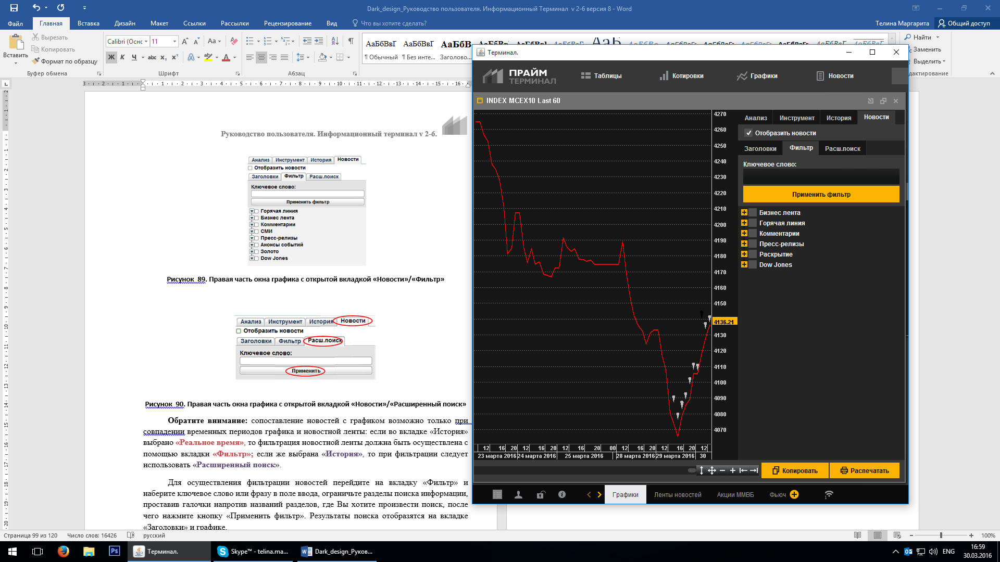 Dark_design_Руководство пользователя. Информационный Терминал v 2-6 версия 8 - Word
Файл Главная Вставка Дизайн Макет Ссылки Рассылки Рецензирование Вид Что вы хотите сделать? Телина Маргарита Общий доступ
Вставить
Вырезать
Копировать
Формат по образцу
Буфер обмена
Calibri (Оснс 11
Шрифт
Абзац
АаБбВвГ АаБбВвГ АаБбВ
¶ Обычный ¶ Без инте... Заголово...
Найти
Заменить
Выделить
дактирование
Руководство пользователя. Информационный терминал v 2-6.
Анализ Инструмент История Новости
Отобразить новости
Заголовки Фильтр Расш.поиск
Ключевое слово:
Применить фильтр
Горячая линия
Бизнес лента
Комментарии
СМИ
Пресс-релизы
Анонсы событий
Золото
Dow Jones
Рисунок 89. Правая часть окна графика с открытой вкладкой «Новости»/«Фильтр»
Анализ Инструмент История Новости
Отобразить новости
Заголовки Фильтр Расш.поиск
Ключевое слово:
Применить
Рисунок 90. Правая часть окна графика с открытой вкладкой «Новости»/«Расширенный поиск»
Обратите внимание: сопоставление новостей с графиком возможно только при
совпадении временных периодов графика и новостной ленты: если во вкладке «История»
выбрано «Реальное время», то фильтрация новостной ленты должна быть осуществлена с
помощью вкладки «Фильтр»; если же выбрана «История», то при фильтрации следует
использовать «Расширенный поиск».
Для осуществления фильтрации новостей перейдите на вкладку «Фильтр» и
наберите ключевое слово или фразу в поле ввода, ограничьте разделы поиска информации,
проставив галочки напротив названий разделов, где Вы хотите произвести поиск, после
чего нажмите кнопку «Применить фильтр». Результаты поиска отобразятся на вкладке
«Заголовки» и графике.
Терминал.
ПРАЙМ
ТЕРМИНАЛ
Таблицы Котировки Графики Новости
INDEX MCEX10 Last 60
4270
4260
4250
4240
4230
4220
4210
4200
4190
4180
4170
4160
4150
4136.21
4130
4120
4110
4100
4090
4080
4070
12 16 20 12 16 20 12 16 20 00 12 16 20 12 16 20 12
23 марта 2016 24 марта 2016 25 марта 2016 28 марта 2016 29 марта 2016 30
Анализ Инструмент История Новости
Отобразить новости
Заголовки Фильтр Расш.поиск
Ключевое слово:
Применить фильтр
Бизнес лента
Горячая линия
Комментарии
Пресс-релизы
Раскрытие
Dow Jones
Копировать Распечатать
Графики Ленты новостей Акции ММВБ Фьюч
Страница 99 из 120 Число слов: 16426 русский 100%
Терминал. Skype™ - telina.ma... Dark_design_Руков... ENG
16:59
30.03.2016